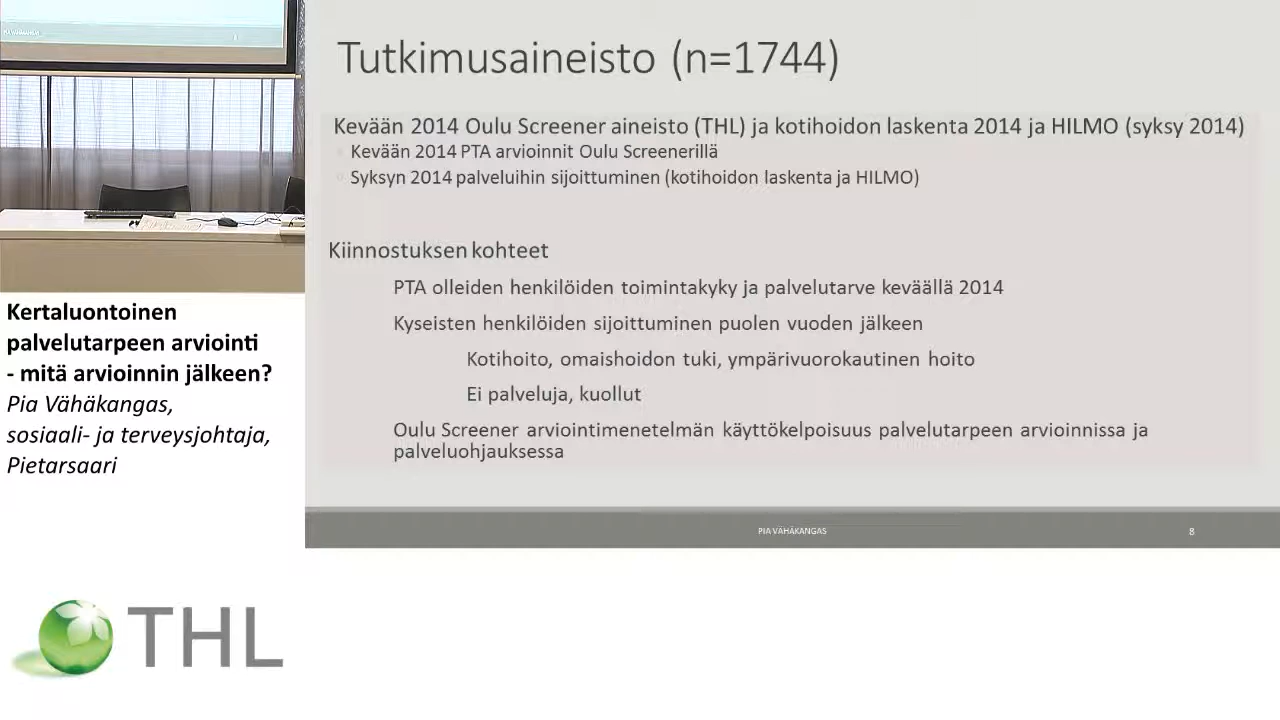 Tutkimusaineisto (n=1744)
Kevään 2014 Oulu Screener aineisto (THL) ja kotihoidon laskenta 2014 ja HILMO (syksy 2014)
Kevään 2014 PTA arvioinnit Oulu Screenerillä
Syksyn 2014 palveluihin sijoittuminen (kotihoidon laskenta ja HILMO)
Kiinnostuksen kohteet
PTA olleiden henkilöiden toimintakyky ja palvelutarve keväällä 2014
Kyseisten henkilöiden sijoittuminen puolen vuoden jälkeen
Kotihoito, omaishoidon tuki, ympärivuorokautinen hoito
Ei palveluja, kuollut
Oulu Screener arviointimenetelmän käyttökelpoisuus palvelutarpeen arvioinnissa ja
palveluohjauksessa
PIA VÄHÄKANGAS
8
Kertaluontoinen
palvelutarpeen arviointi
- mitä arvioinnin jälkeen?
Pia Vähäkangas,
sosiaali- ja terveysjohtaja,
Pietarsaari
THL